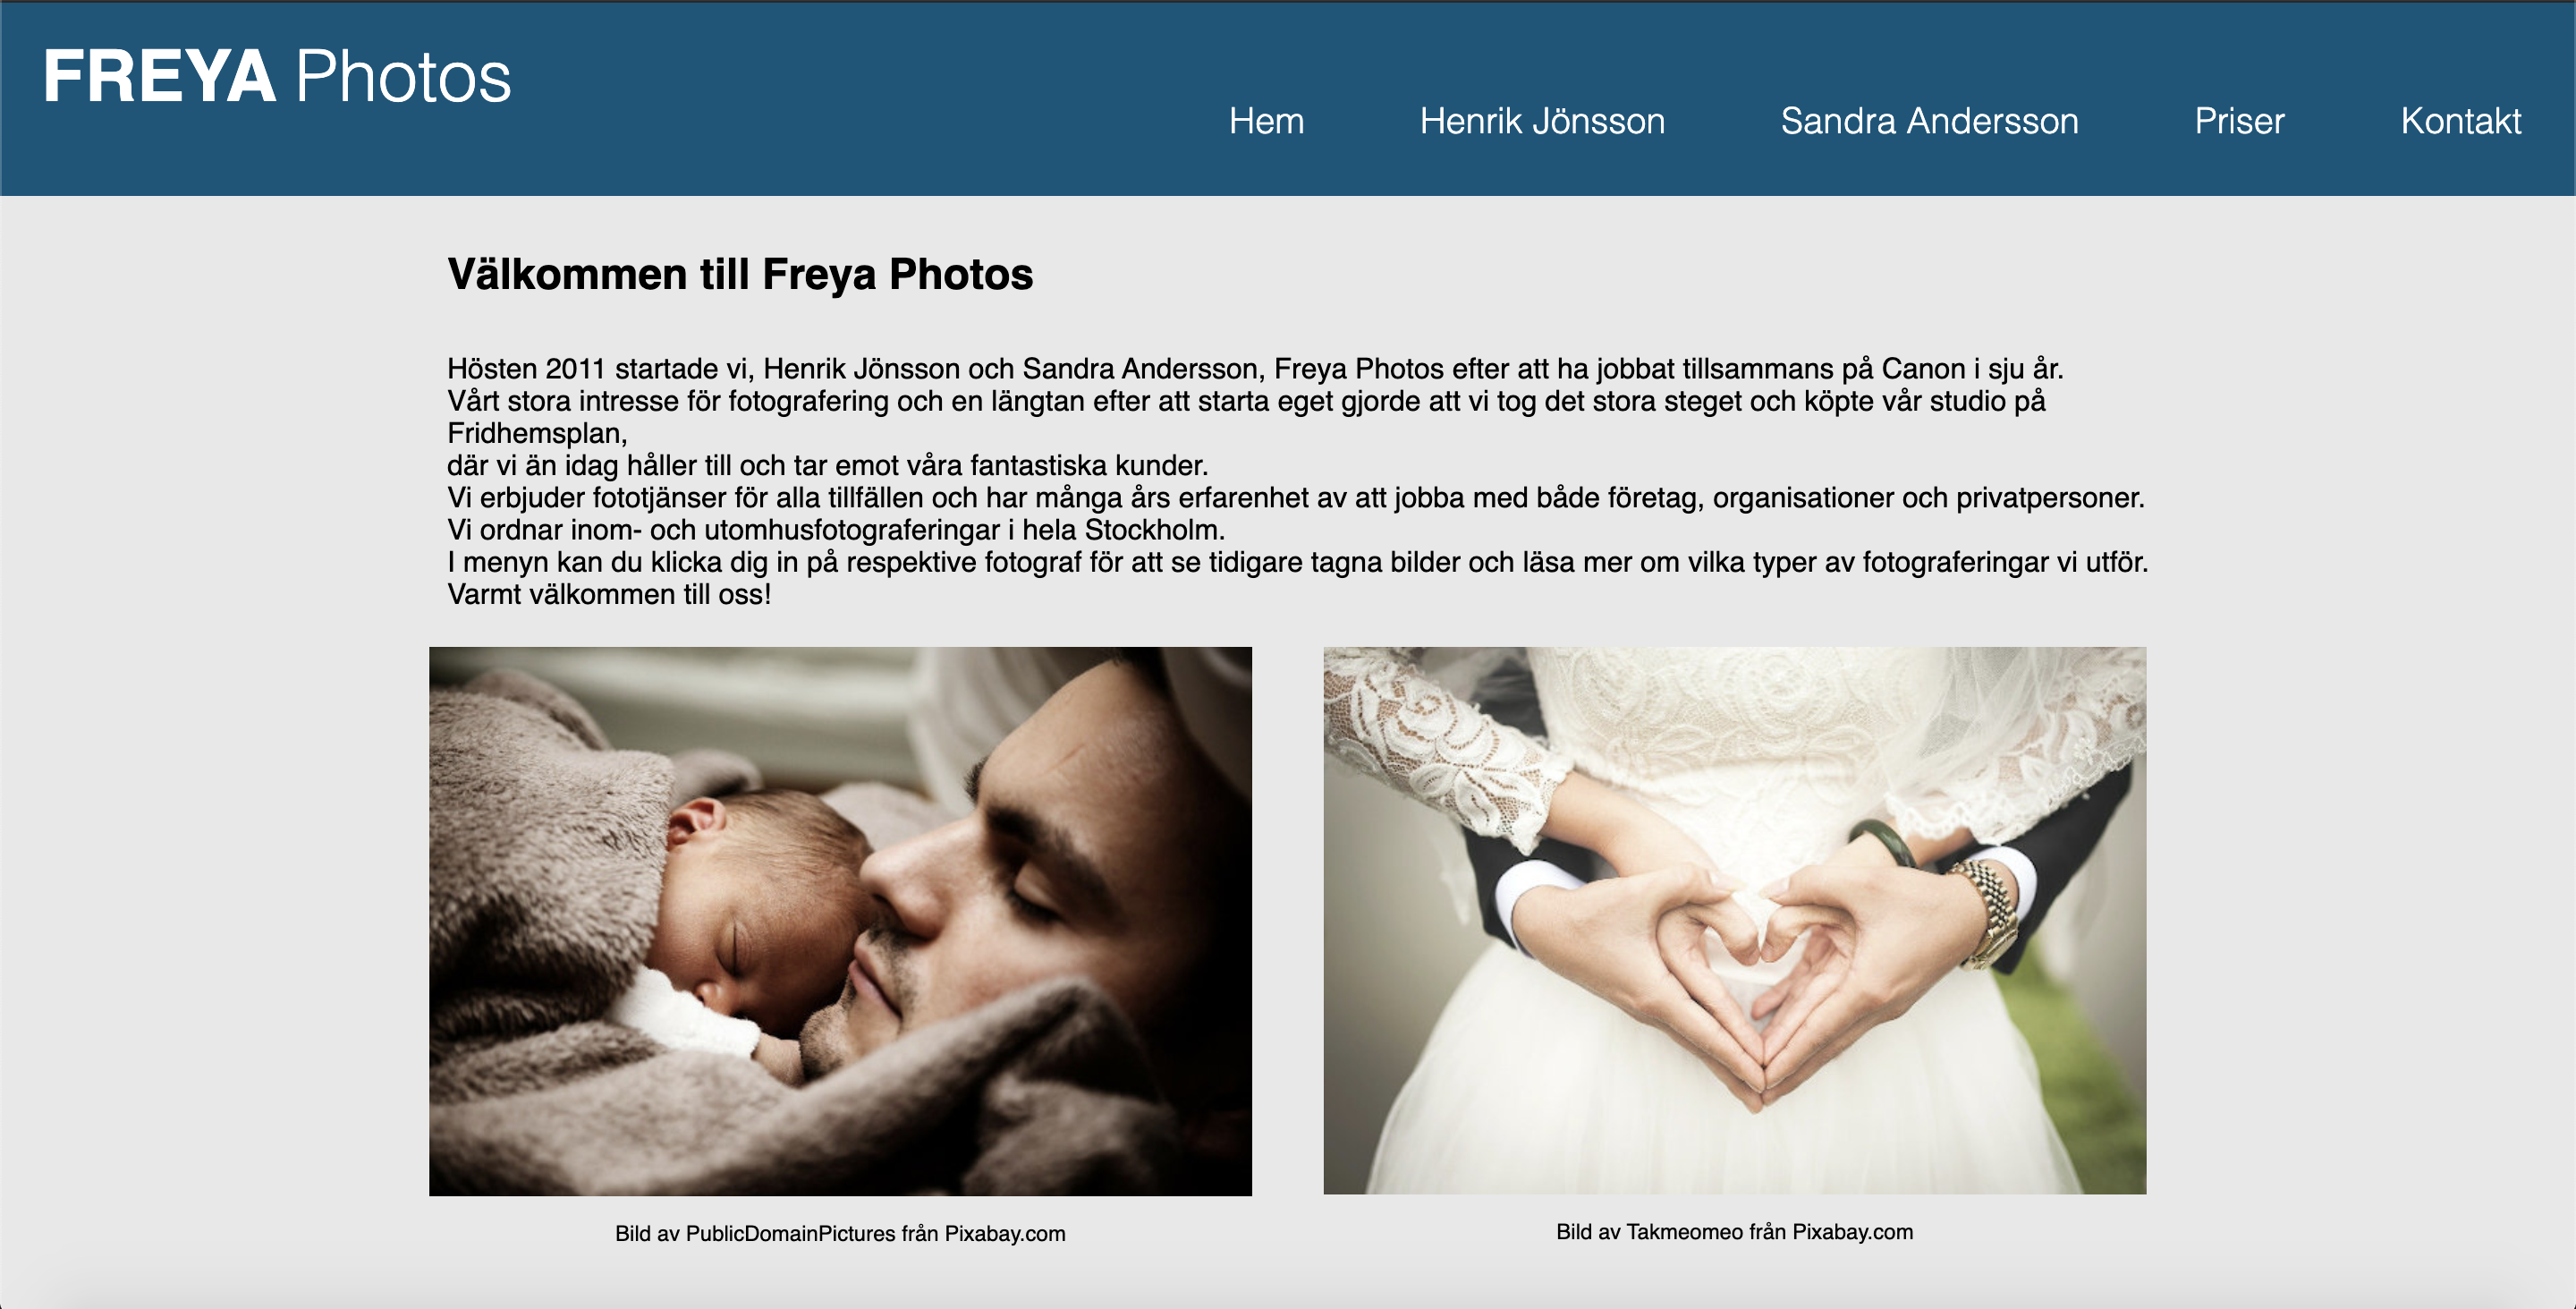 FREYA Photos
Hem Henrik Jönsson Sandra Andersson Priser Kontakt
Välkommen till Freya Photos
Hösten 2011 startade vi, Henrik Jönsson och Sandra Andersson, Freya Photos efter att ha jobbat tillsammans på Canon i sju år.
Vårt stora intresse för fotografering och en längtan efter att starta eget gjorde att vi tog det stora steget och köpte vår studio på
Fridhemsplan,
där vi än idag håller till och tar emot våra fantastiska kunder.
Vi erbjuder fototjänser för alla tillfällen och har många års erfarenhet av att jobba med både företag, organisationer och privatpersoner.
Vi ordnar inom- och utomhusfotograferingar i hela Stockholm.
I menyn kan du klicka dig in på respektive fotograf för att se tidigare tagna bilder och läsa mer om vilka typer av fotograferingar vi utför.
Varmt välkommen till oss!
Bild av PublicDomainPictures från Pixabay.com
Bild av Takmeomeo från Pixabay.com